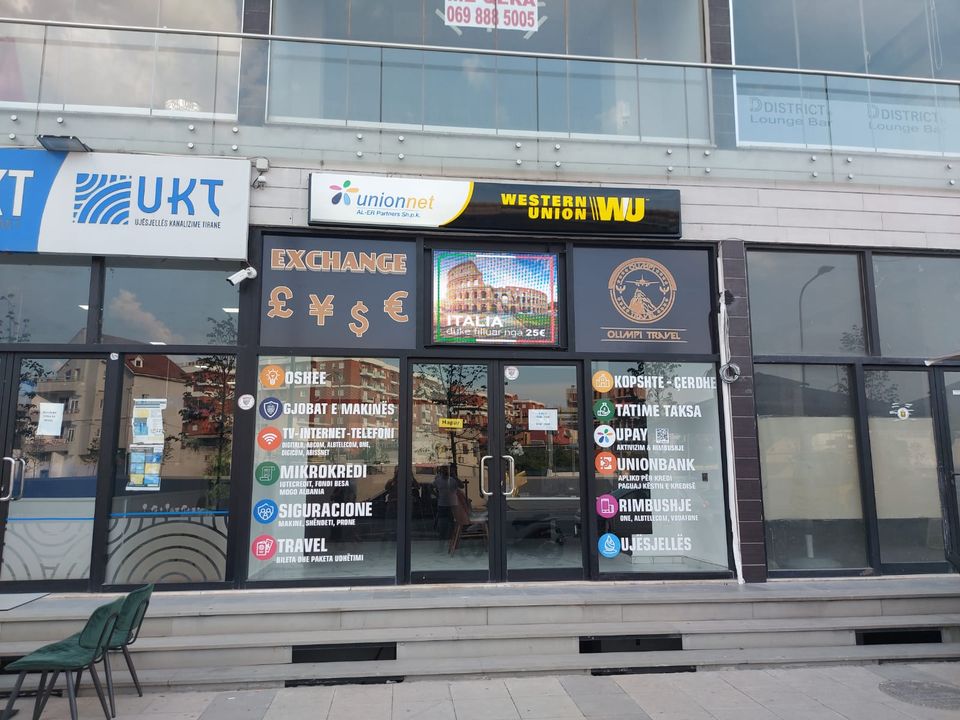 069 888 5005
DISTRICT
Lounge Bar
DISTRICT
Lounge Bar
UKT
UJËSJELLËS KANALIZIME TIRANË
unionnet
AL-ER Partners Sh.p.k.
WESTERN
UNION
WU
EXCHANGE
£ ¥ $ €
ITALIA
duke filluar nga 25€
OLIMPI TRAVEL
OSHEE
GJOBAT E MAKINËS
TV-INTERNET-TELEFONI
DIGITALB, ABCOM, ALBTELECOM, ONE,
DIGICOM, ABISSNET
MIKROKREDI
IUTECREDIT, FONDI BESA
MOGO ALBANIA
SIGURACIONE
MAKINE, SHËNDETI, PRONE
TRAVEL
BILETA DHE PAKETA UDHËTIMI
Hapur
KOPSHTE - ÇERDHE
TATIME TAKSA
UPAY
AKTIVIZIM & RIMBUSHJE
UNIONBANK
APLIKO PËR KREDI
PAGUAJ KËSTIN E KREDISË
RIMBUSHJE
ONE, ALBTELECOM, VODAFONE
UJËSJELLËS